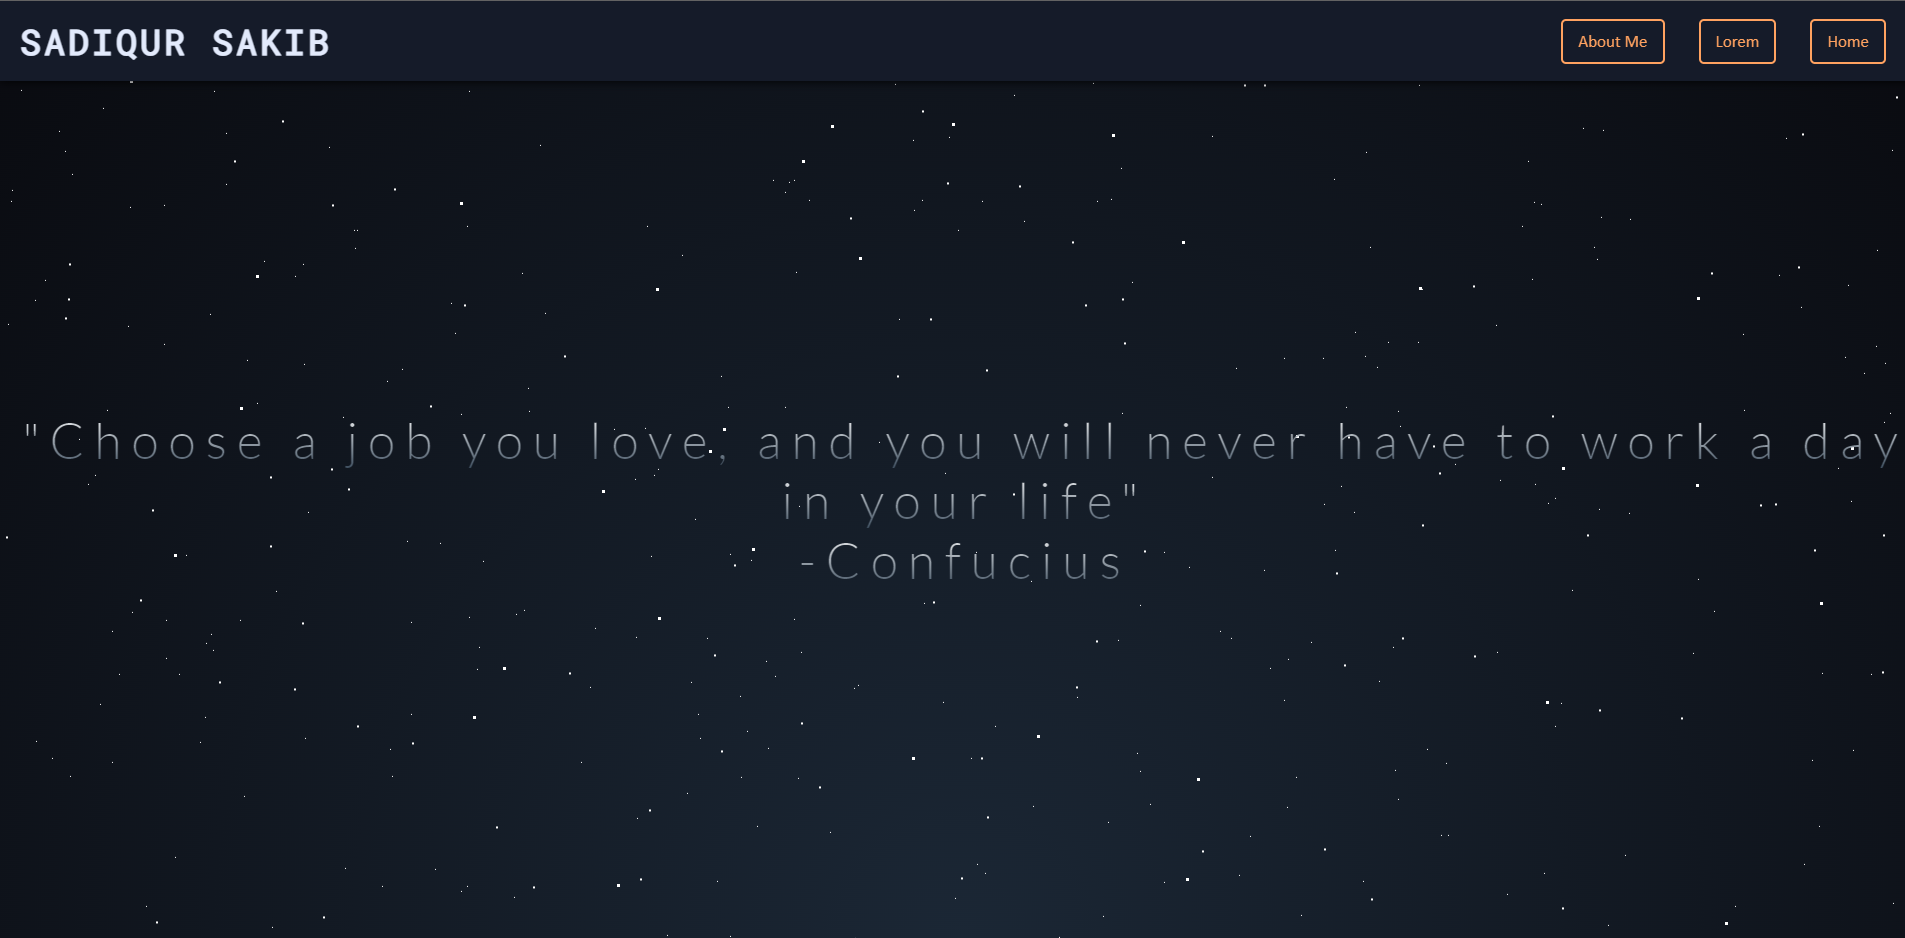 SADIQUR SAKIB
About Me
Lorem
Home
"Choose a job you love, and you will never have to work a day
in your life"
-Confucius